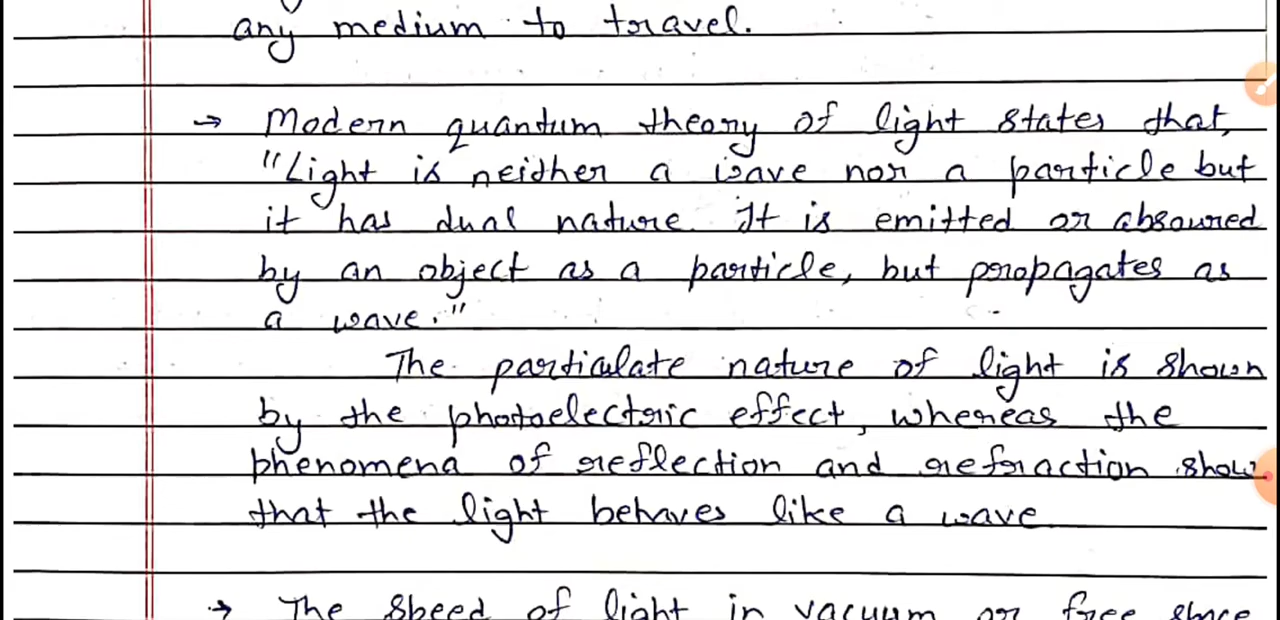 any medium to travel.
→ Modern quantum theory of light states that,
"Light is neither a wave nor a particle but
it has dual nature. It is emitted or absoured
by an object as a particle, but propagates as
a wave."
The particulate nature of light is shown
by the photoelectric effect, whereas the
phenomena of reflection and refraction show
that the light behaves like a wave
→ The speed of light in vacuum or free space